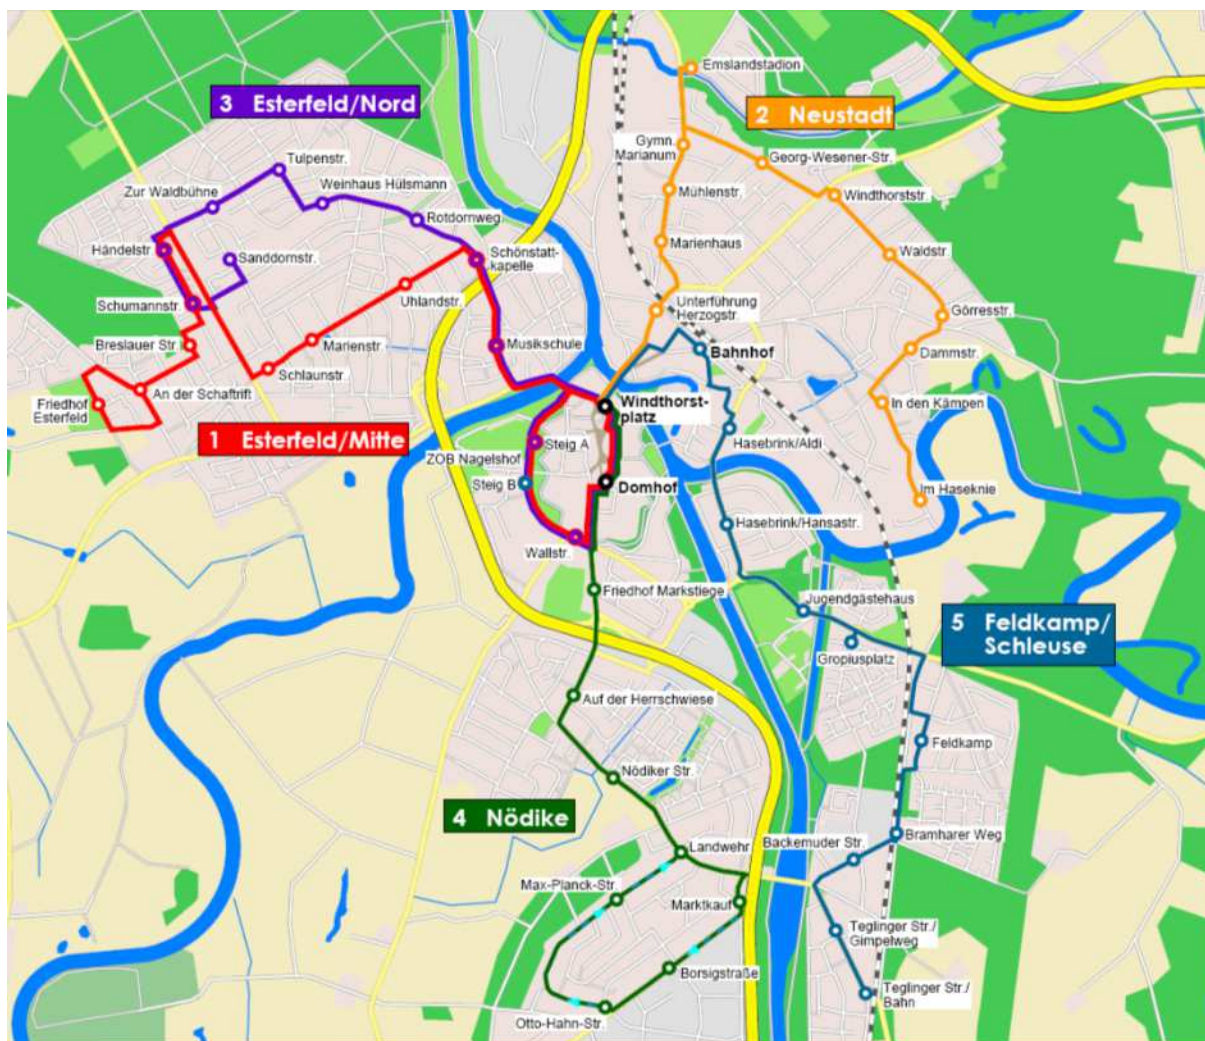 Emslandstadion
3 Esterfeld/Nord
2 Neustadt
Gymn.
Marianum
Tulpenstr.
Georg-Wesener-Str.
Zur Waldbühne
Weinhaus Hülsmann
Mühlenstr.
Windthorststr.
Rotdornweg
Händelstr
Sanddornstr.
Schönstatt-
kapelle
Marienhaus
Waldstr.
Schumannstr.
Uhlandstr.
Unterführung
Herzogstr.
Görresstr.
Breslauer Str.
Marienstr.
Musikschule
Bahnhof
Dammstr.
Schlaunstr.
An der Schaftrift
Friedhof
Esterfeld
Windthorst-
platz
In den Kämpen
1 Esterfeld/Mitte
Steig A
ZOB Nagelshof
Steig B
Hasebrink/Aldi
Domhof
Im Haseknie
Wallstr.
Hasebrink/Hansastr.
Friedhof Markstiege
Jugendgästehaus
5 Feldkamp/
Schleuse
Gropiusplatz
Auf der Herrschwiese
Feldkamp
Nödiker Str.
4 Nödike
Landwehr
Backemuder Str.
Bramharer Weg
Max-Planck-Str.
Marktkauf
Teglinger Str./
Gimpelweg
Borsigstraße
Teglinger Str./
Bahn
Otto-Hahn-Str.